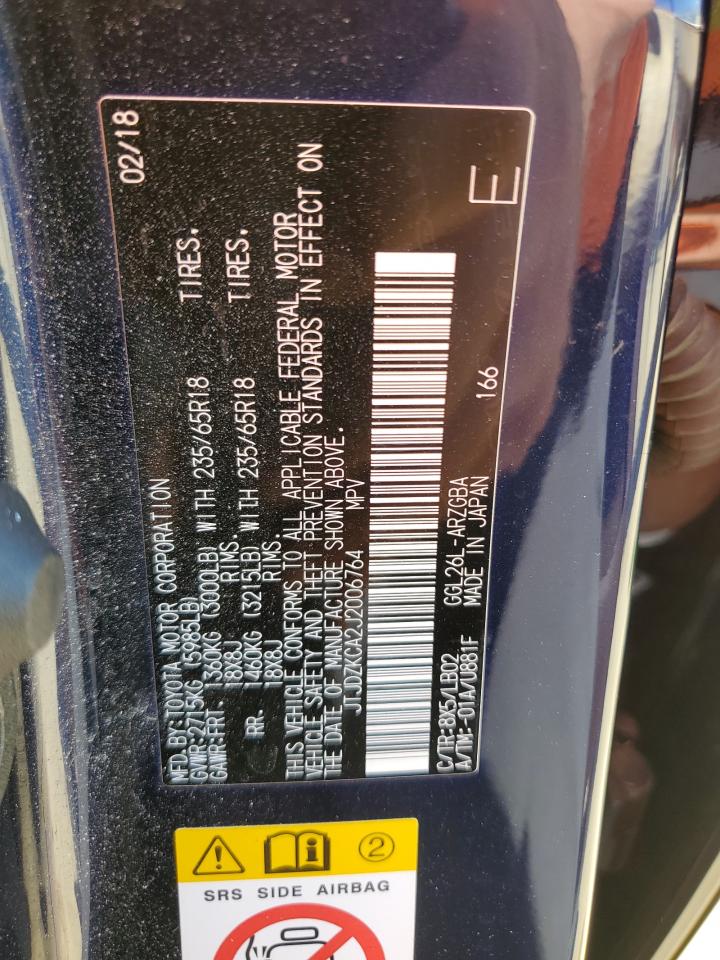 MFD.BY:TOYOTA MOTOR CORPORATION 02/18
GVWR:2715KG (5985LB)
GAWR:FRT. 1360KG (3000LB) WITH 235/65R18 TIRES.
18X8J RIMS.
RR. 1460KG (3215LB) WITH 235/65R18 TIRES.
18X8J RIMS.
THIS VEHICLE CONFORMS TO ALL APPLICABLE FEDERAL MOTOR
VEHICLE SAFETY AND THEFT PREVENTION STANDARDS IN EFFECT ON
THE DATE OF MANUFACTURE SHOWN ABOVE.
JTJDZKCA2J2006764 MPV
C/TR:8X5/LB02 GGL26L-ARZGBA
A/TM:-01A/U881F MADE IN JAPAN 166 E
2
SRS SIDE AIRBAG